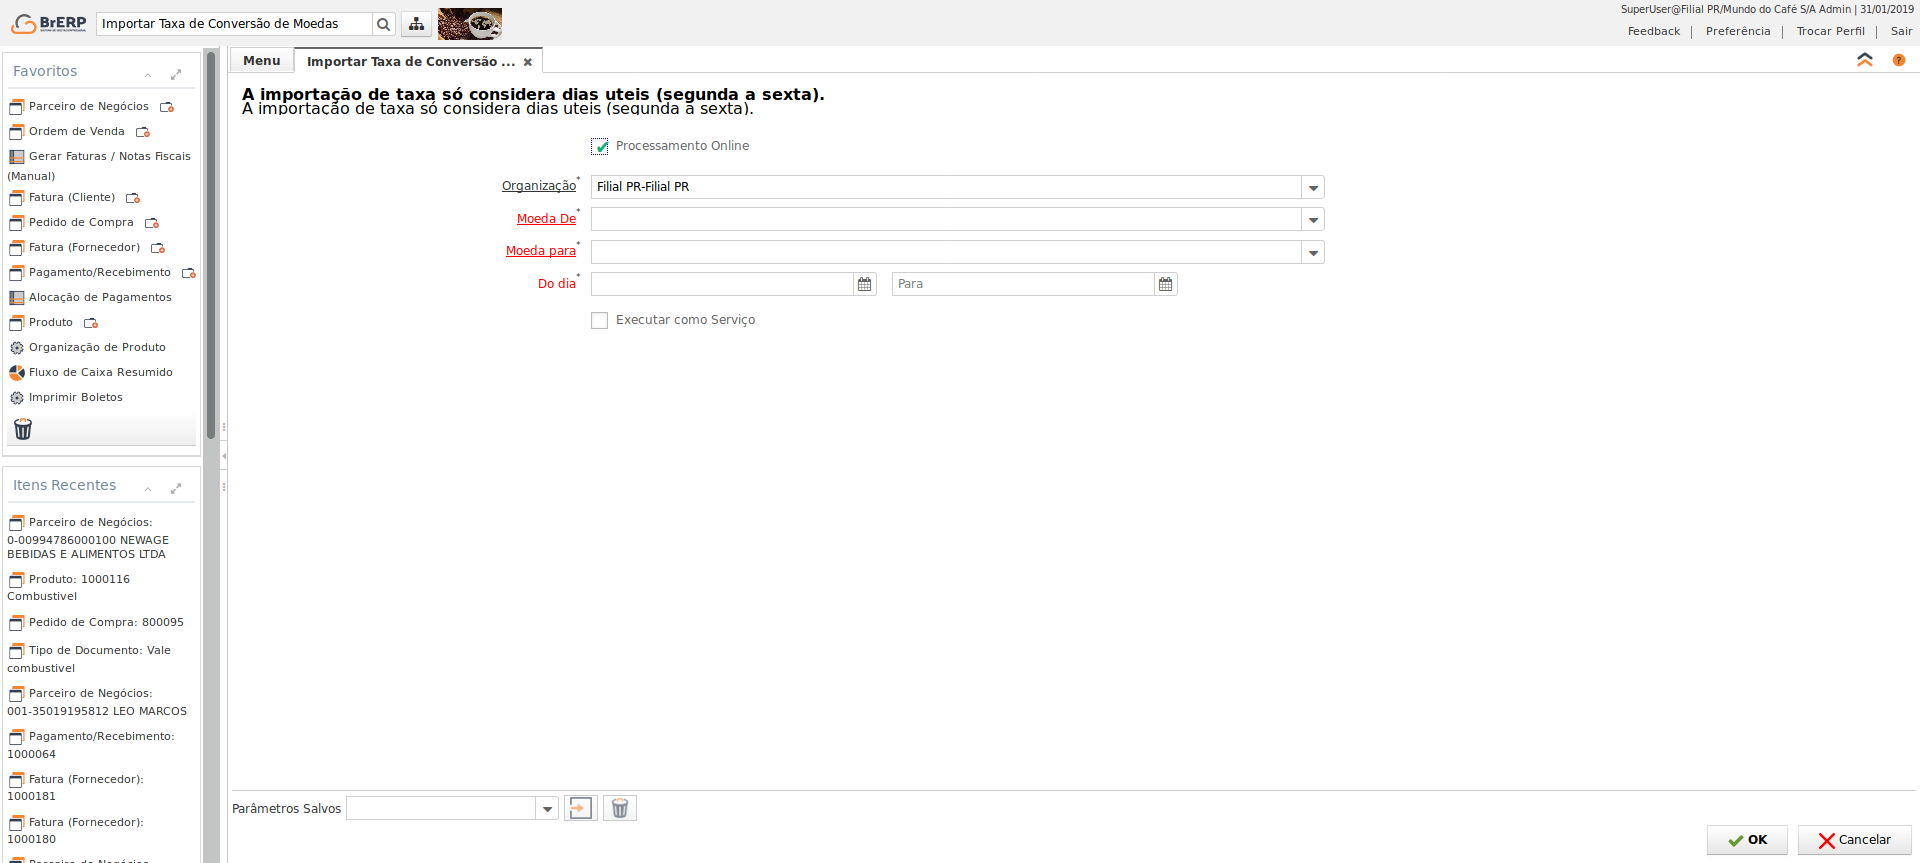 BrERP
Importar Taxa de Conversão de Moedas
SuperUser@Filial PR/Mundo do Café S/A Admin | 31/01/2019
Feedback | Preferência | Trocar Perfil | Sair
Menu
Importar Taxa de Conversão ...
Favoritos
Parceiro de Negócios
Ordem de Venda
Gerar Faturas / Notas Fiscais
(Manual)
Fatura (Cliente)
Pedido de Compra
Fatura (Fornecedor)
Pagamento/Recebimento
Alocação de Pagamentos
Produto
Organização de Produto
Fluxo de Caixa Resumido
Imprimir Boletos
Itens Recentes
Parceiro de Negócios:
0-00994786000100 NEWAGE
BEBIDAS E ALIMENTOS LTDA
Produto: 1000116
Combustivel
Pedido de Compra: 800095
Tipo de Documento: Vale
combustivel
Parceiro de Negócios:
001-35019195812 LEO MARCOS
Pagamento/Recebimento:
1000064
Fatura (Fornecedor):
1000181
Fatura (Fornecedor):
1000180
Parceiro de Negócios
A importação de taxa só considera dias uteis (segunda a sexta).
A importação de taxa só considera dias uteis (segunda a sexta).
Processamento Online
Organização* Filial PR-Filial PR
Moeda De*
Moeda para*
Do dia* Para
Executar como Serviço
Parâmetros Salvos
OK
Cancelar